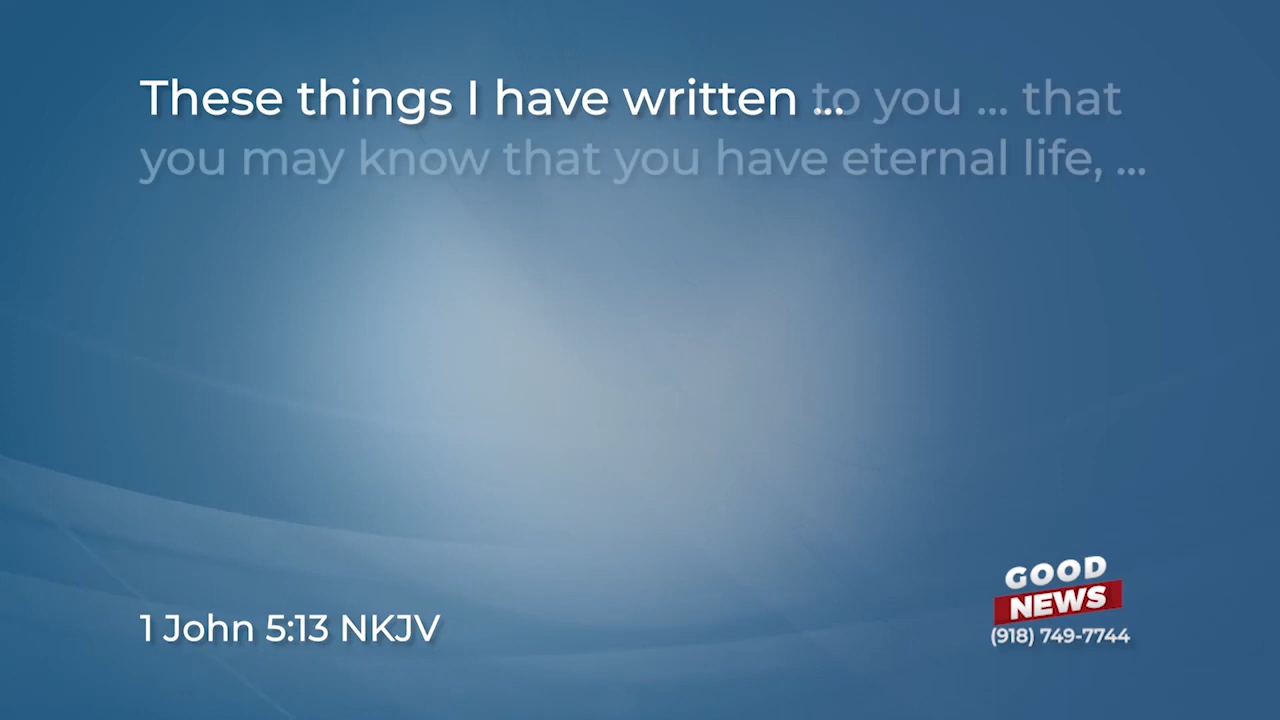 These things I have written ... to you ... that
you may know that you have eternal life, ...
1 John 5:13 NKJV
GOOD
NEWS
(918) 749-7744